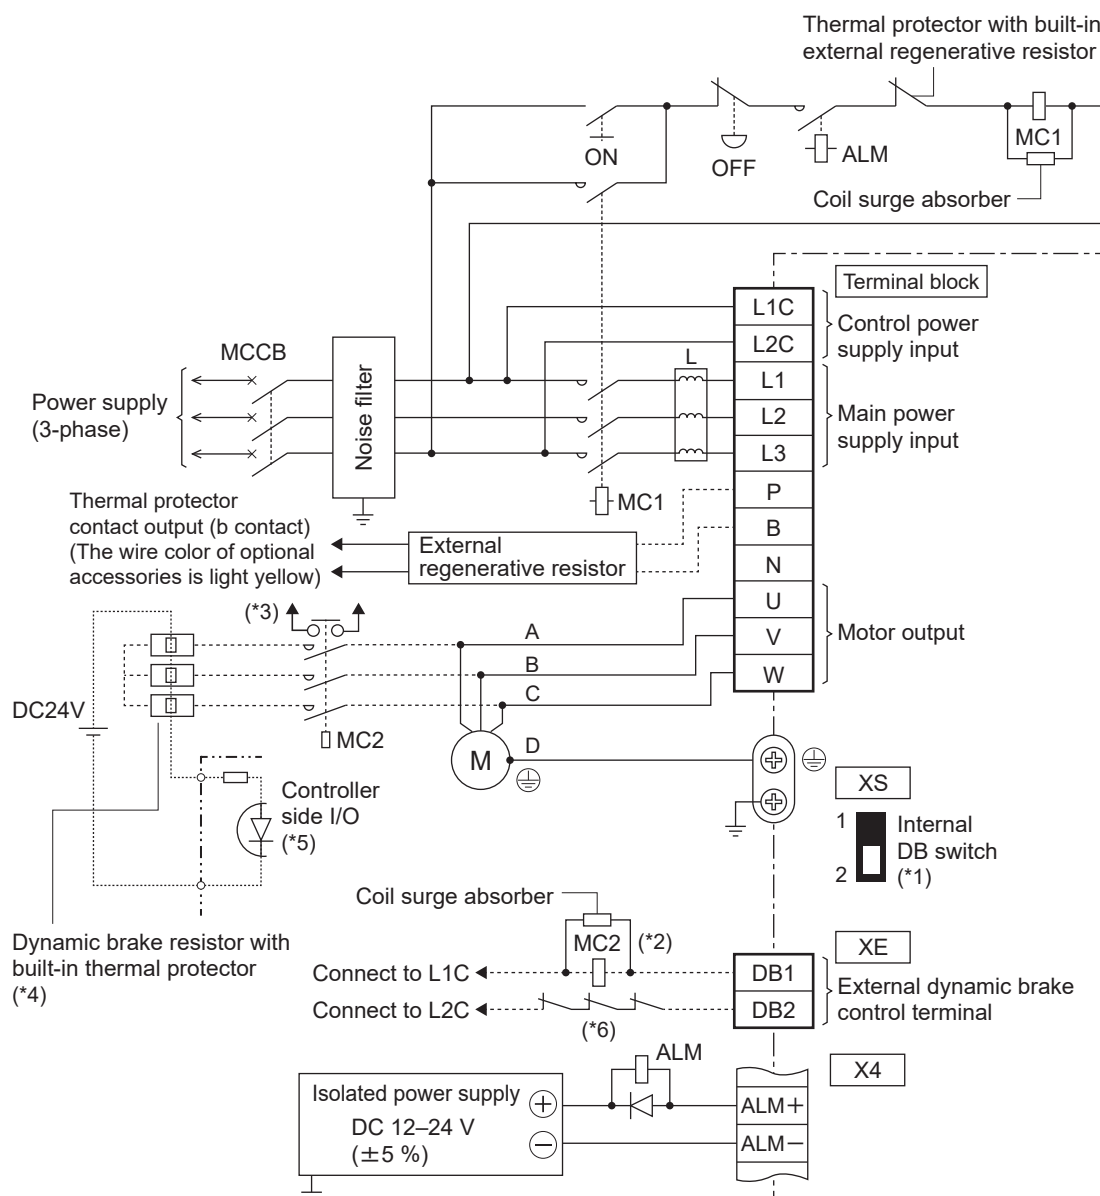 Thermal protector with built-in
external regenerative resistor
ON
OFF
ALM
MC1
Coil surge absorber
Terminal block
L1C
L2C
Control power
supply input
MCCB
L
Power supply
(3-phase)
Noise filter
L1
L2
L3
Main power
supply input
MC1
P
B
N
Thermal protector
contact output (b contact)
(The wire color of optional
accessories is light yellow)
External
regenerative resistor
(*3)
A
B
C
D
U
V
W
Motor output
DC24V
MC2
M
Controller
side I/O
(*5)
XS
1
2
Internal
DB switch
(*1)
Dynamic brake resistor with
built-in thermal protector
(*4)
Coil surge absorber
MC2
(*2)
Connect to L1C
Connect to L2C
(*6)
XE
DB1
DB2
External dynamic brake
control terminal
ALM
X4
Isolated power supply
DC 12–24 V
(±5 %)
+
−
ALM+
ALM−